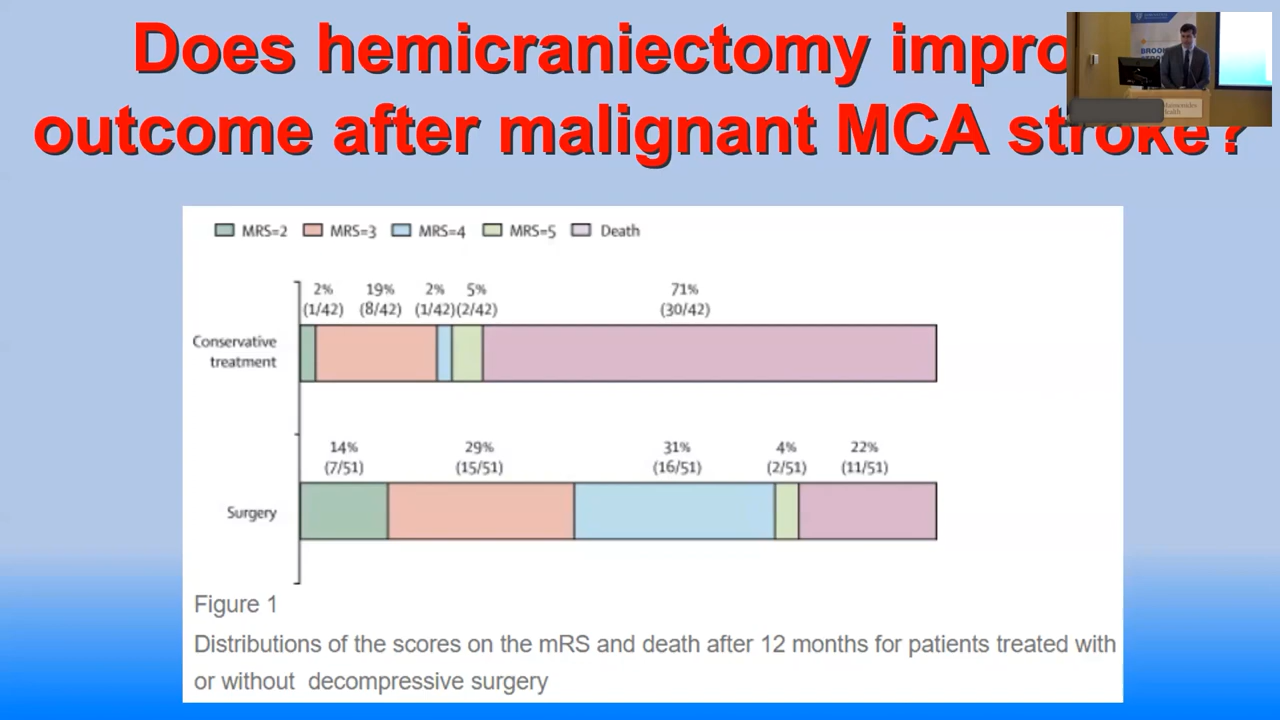 Does hemicraniectomy impro
outcome after malignant MCA stroke?
MRS=2 MRS=3 MRS=4 MRS=5 Death
2% 19% 2% 5% 71%
(1/42) (8/42) (1/42) (2/42) (30/42)
Conservative
treatment
14% 29% 31% 4% 22%
(7/51) (15/51) (16/51) (2/51) (11/51)
Surgery
Figure 1
Distributions of the scores on the mRS and death after 12 months for patients treated with
or without decompressive surgery